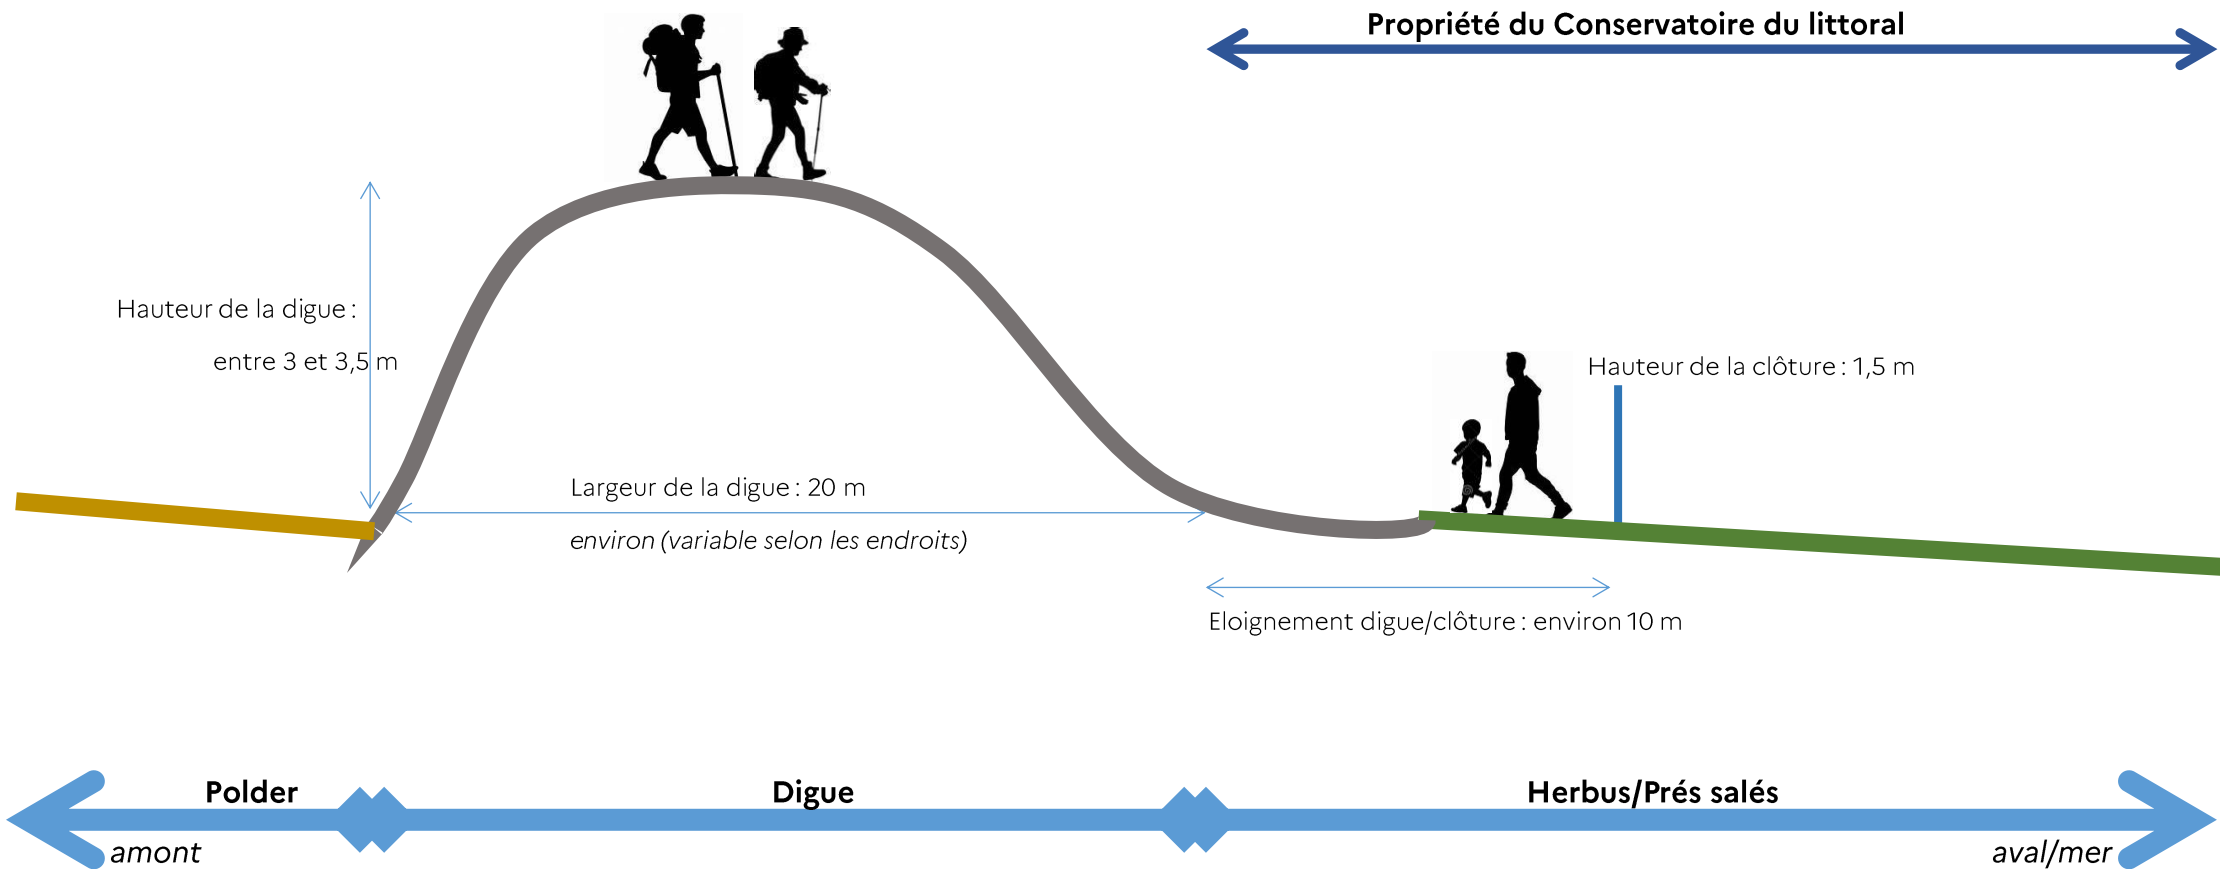 Propriété du Conservatoire du littoral
Hauteur de la digue :
entre 3 et 3,5 m
Hauteur de la clôture : 1,5 m
Largeur de la digue : 20 m
environ (variable selon les endroits)
Eloignement digue/clôture : environ 10 m
Polder
Digue
Herbus/Prés salés
amont
aval/mer